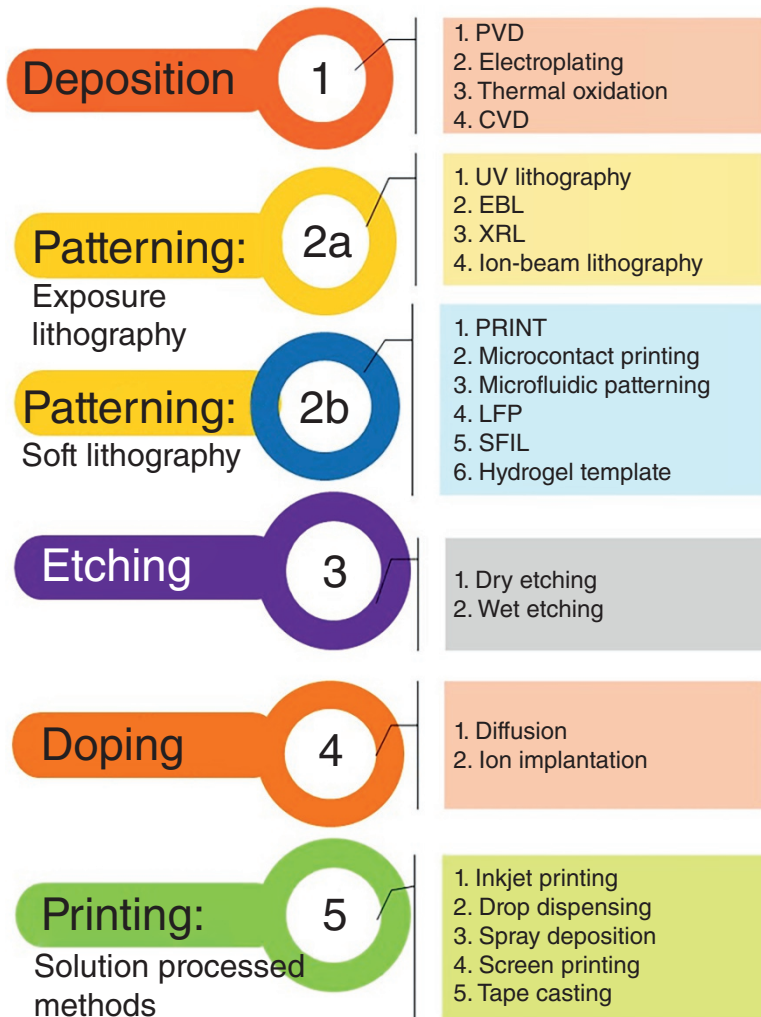 Deposition
1
1. PVD
2. Electroplating
3. Thermal oxidation
4. CVD
Patterning:
Exposure
lithography
2a
1. UV lithography
2. EBL
3. XRL
4. Ion-beam lithography
Patterning:
Soft lithography
2b
1. PRINT
2. Microcontact printing
3. Microfluidic patterning
4. LFP
5. SFIL
6. Hydrogel template
Etching
3
1. Dry etching
2. Wet etching
Doping
4
1. Diffusion
2. Ion implantation
Printing:
Solution processed
methods
5
1. Inkjet printing
2. Drop dispensing
3. Spray deposition
4. Screen printing
5. Tape casting